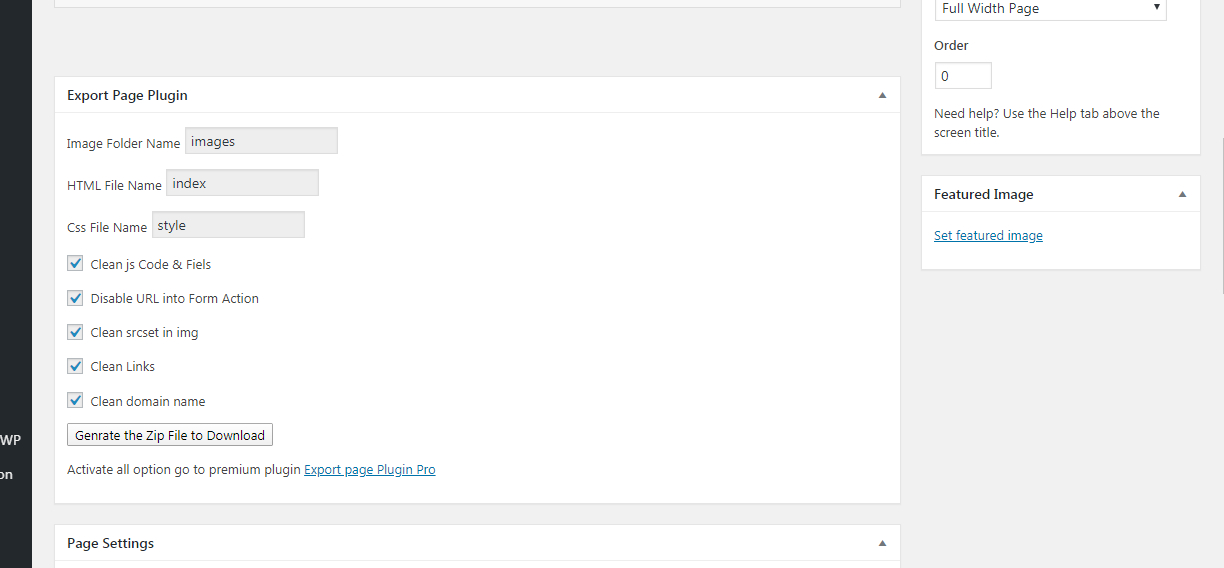 Full Width Page
Order
0
Need help? Use the Help tab above the
screen title.
Export Page Plugin
Image Folder Name images
HTML File Name index
Css File Name style
Clean js Code & Fiels
Disable URL into Form Action
Clean srcset in img
Clean Links
Clean domain name
Genrate the Zip File to Download
Activate all option go to premium plugin Export page Plugin Pro
Featured Image
Set featured image
WP
on
Page Settings